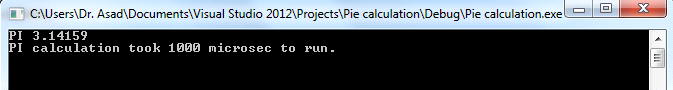 C:\Users\Dr. Asad\Documents\Visual Studio 2012\Projects\Pie calculation\Debug\Pie calculation.exe
PI 3.14159
PI calculation took 1000 microsec to run.